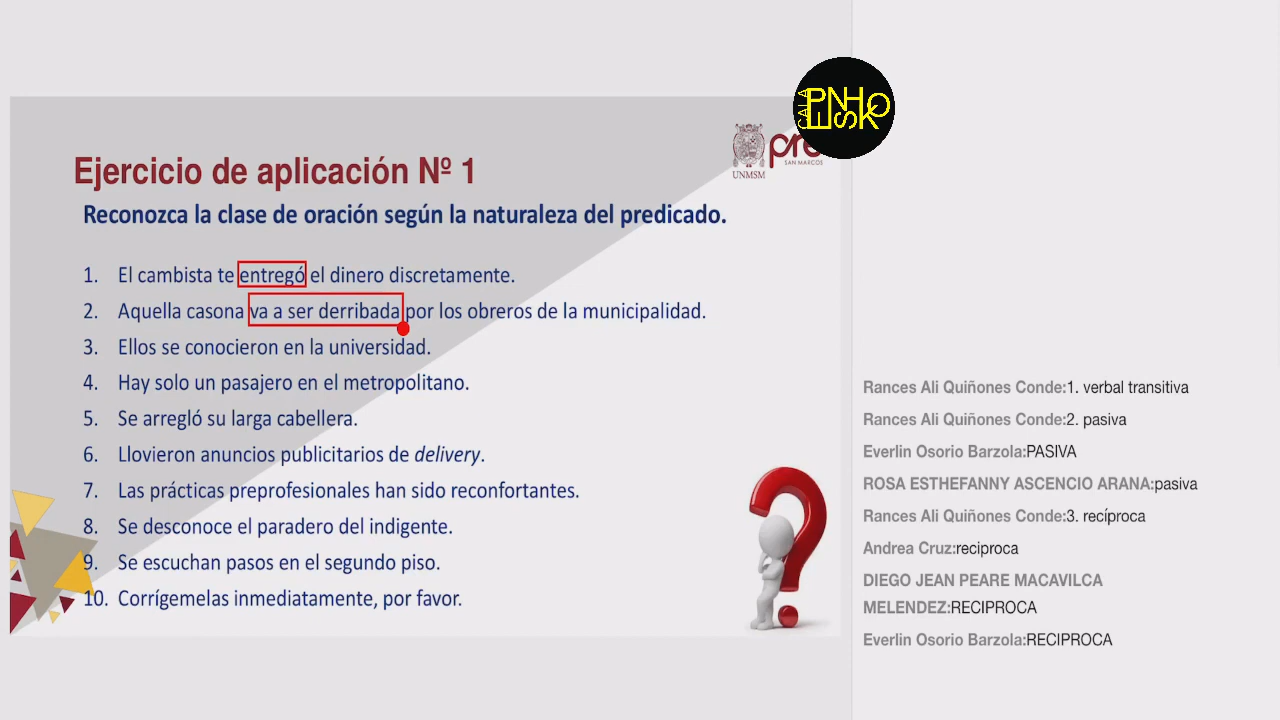 CALA
PNHO
ESK
pre
SAN MARCOS
UNMSM
Ejercicio de aplicación Nº 1
Reconozca la clase de oración según la naturaleza del predicado.
1. El cambista te entregó el dinero discretamente.
2. Aquella casona va a ser derribada por los obreros de la municipalidad.
3. Ellos se conocieron en la universidad.
4. Hay solo un pasajero en el metropolitano.
5. Se arregló su larga cabellera.
6. Llovieron anuncios publicitarios de delivery.
7. Las prácticas preprofesionales han sido reconfortantes.
8. Se desconoce el paradero del indigente.
9. Se escuchan pasos en el segundo piso.
10. Corrígemelas inmediatamente, por favor.
Rances Ali Quiñones Conde:1. verbal transitiva
Rances Ali Quiñones Conde:2. pasiva
Everlin Osorio Barzola:PASIVA
ROSA ESTHEFANNY ASCENCIO ARANA:pasiva
Rances Ali Quiñones Conde:3. recíproca
Andrea Cruz:reciproca
DIEGO JEAN PEARE MACAVILCA
MELENDEZ:RECIPROCA
Everlin Osorio Barzola:RECIPROCA